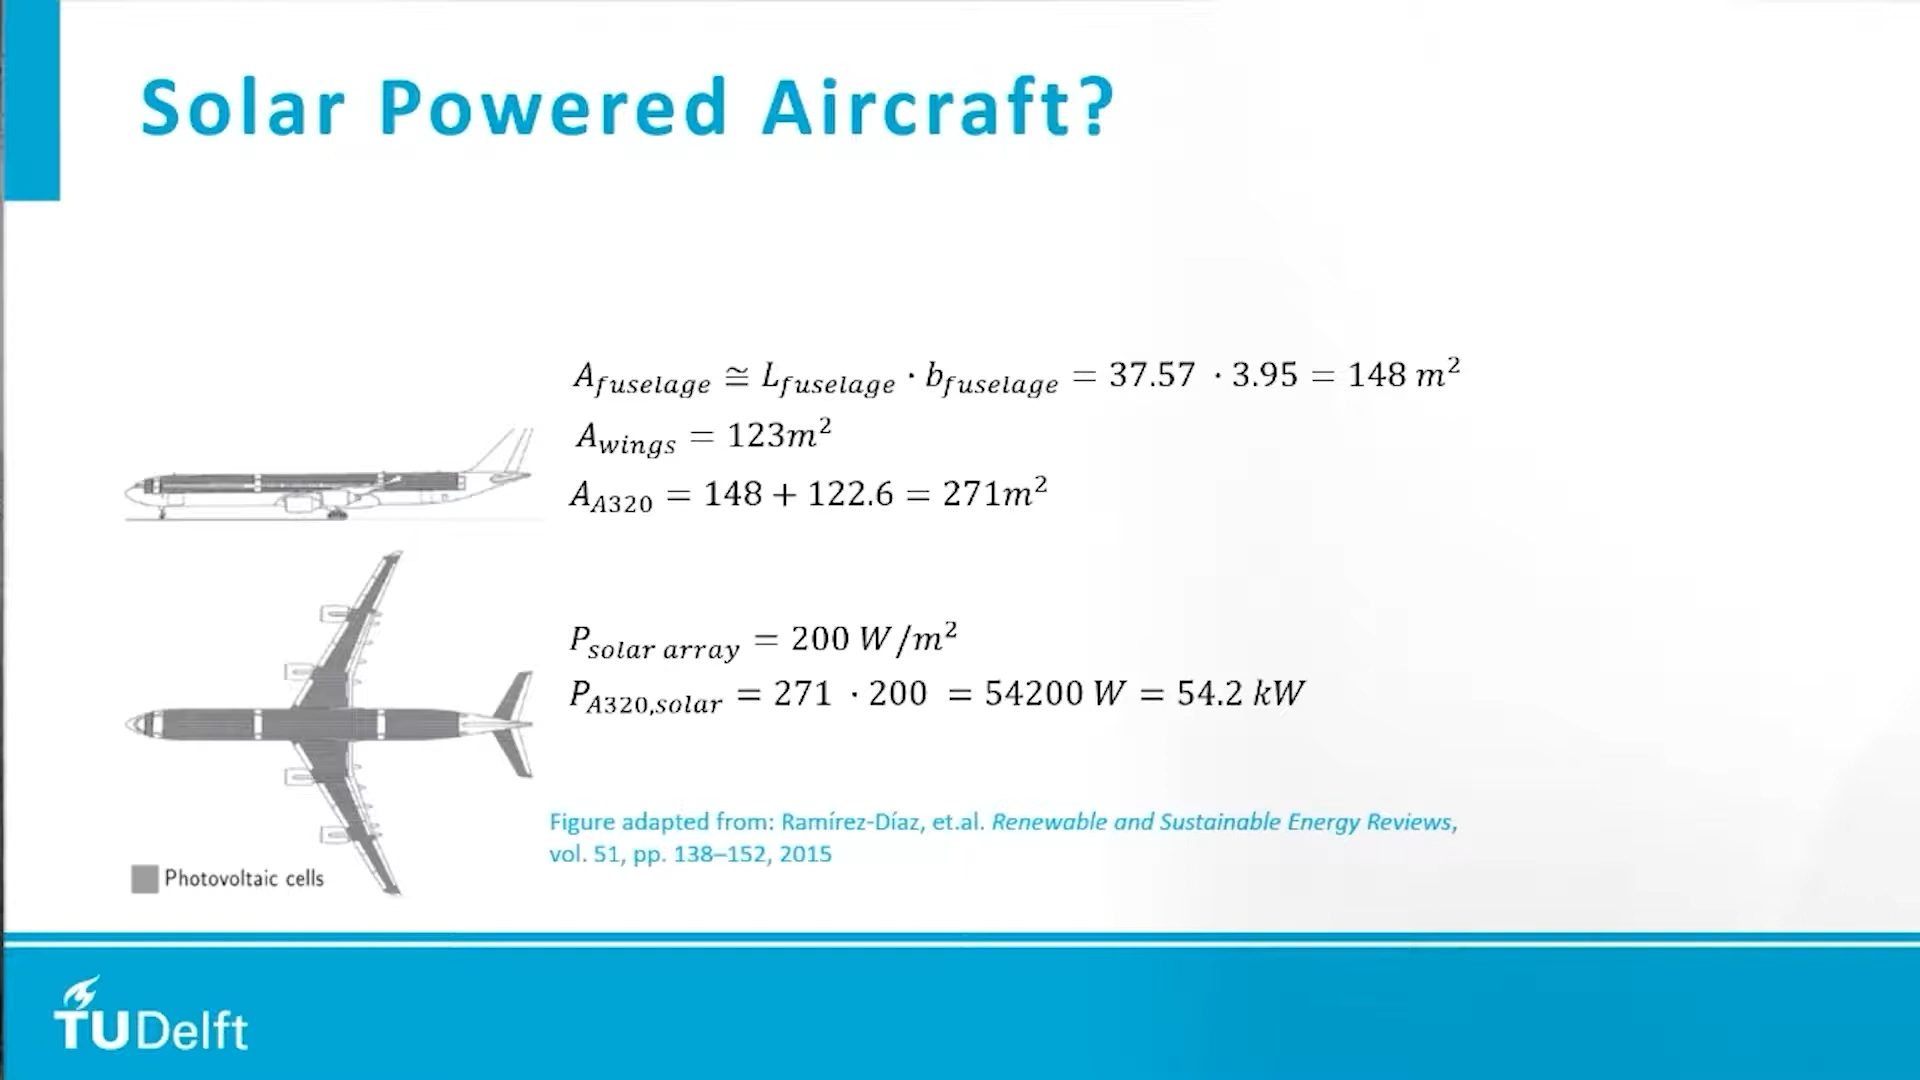 Solar Powered Aircraft?
A_fuselage ≅ L_fuselage · b_fuselage = 37.57 · 3.95 = 148 m²
A_wings = 123m²
A_A320 = 148 + 122.6 = 271m²
P_solar array = 200 W/m²
P_A320,solar = 271 · 200 = 54200 W = 54.2 kW
Figure adapted from: Ramírez-Díaz, et.al. Renewable and Sustainable Energy Reviews,
vol. 51, pp. 138–152, 2015
Photovoltaic cells
TUDelft